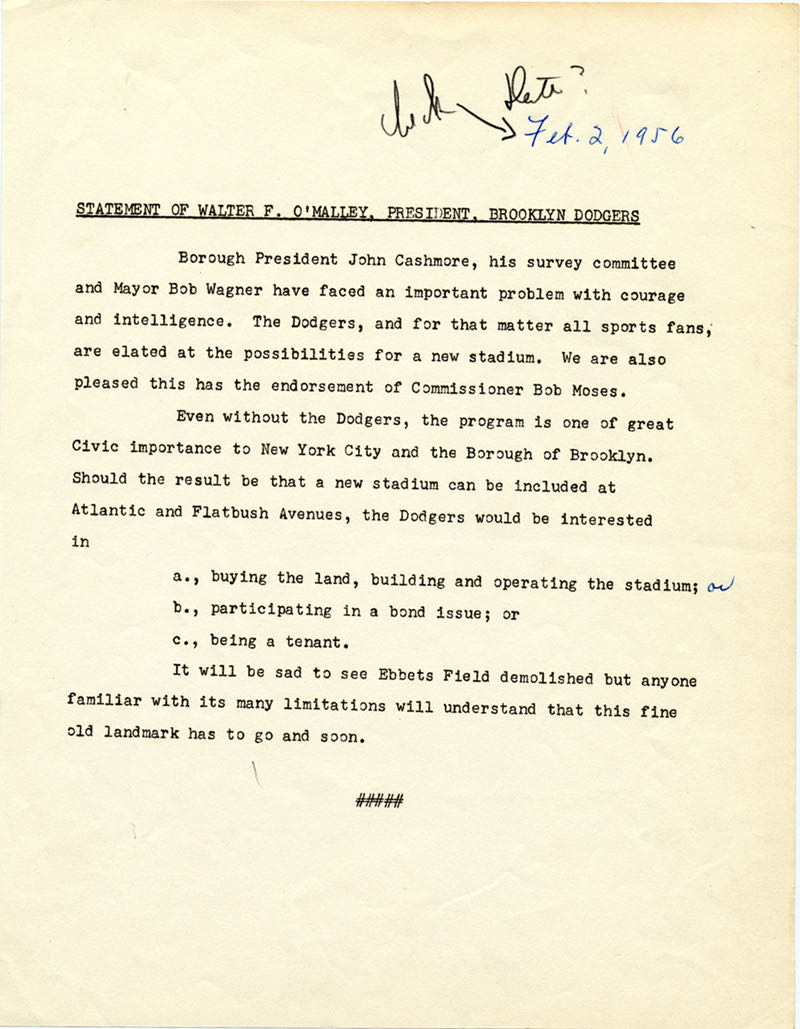 check Date?
Feb. 2, 1956
STATEMENT OF WALTER F. O'MALLEY, PRESIDENT, BROOKLYN DODGERS
Borough President John Cashmore, his survey committee
and Mayor Bob Wagner have faced an important problem with courage
and intelligence. The Dodgers, and for that matter all sports fans,
are elated at the possibilities for a new stadium. We are also
pleased this has the endorsement of Commissioner Bob Moses.
Even without the Dodgers, the program is one of great
Civic importance to New York City and the Borough of Brooklyn.
Should the result be that a new stadium can be included at
Atlantic and Flatbush Avenues, the Dodgers would be interested
in
a., buying the land, building and operating the stadium; or
b., participating in a bond issue; or
c., being a tenant.
It will be sad to see Ebbets Field demolished but anyone
familiar with its many limitations will understand that this fine
old landmark has to go and soon.
#####